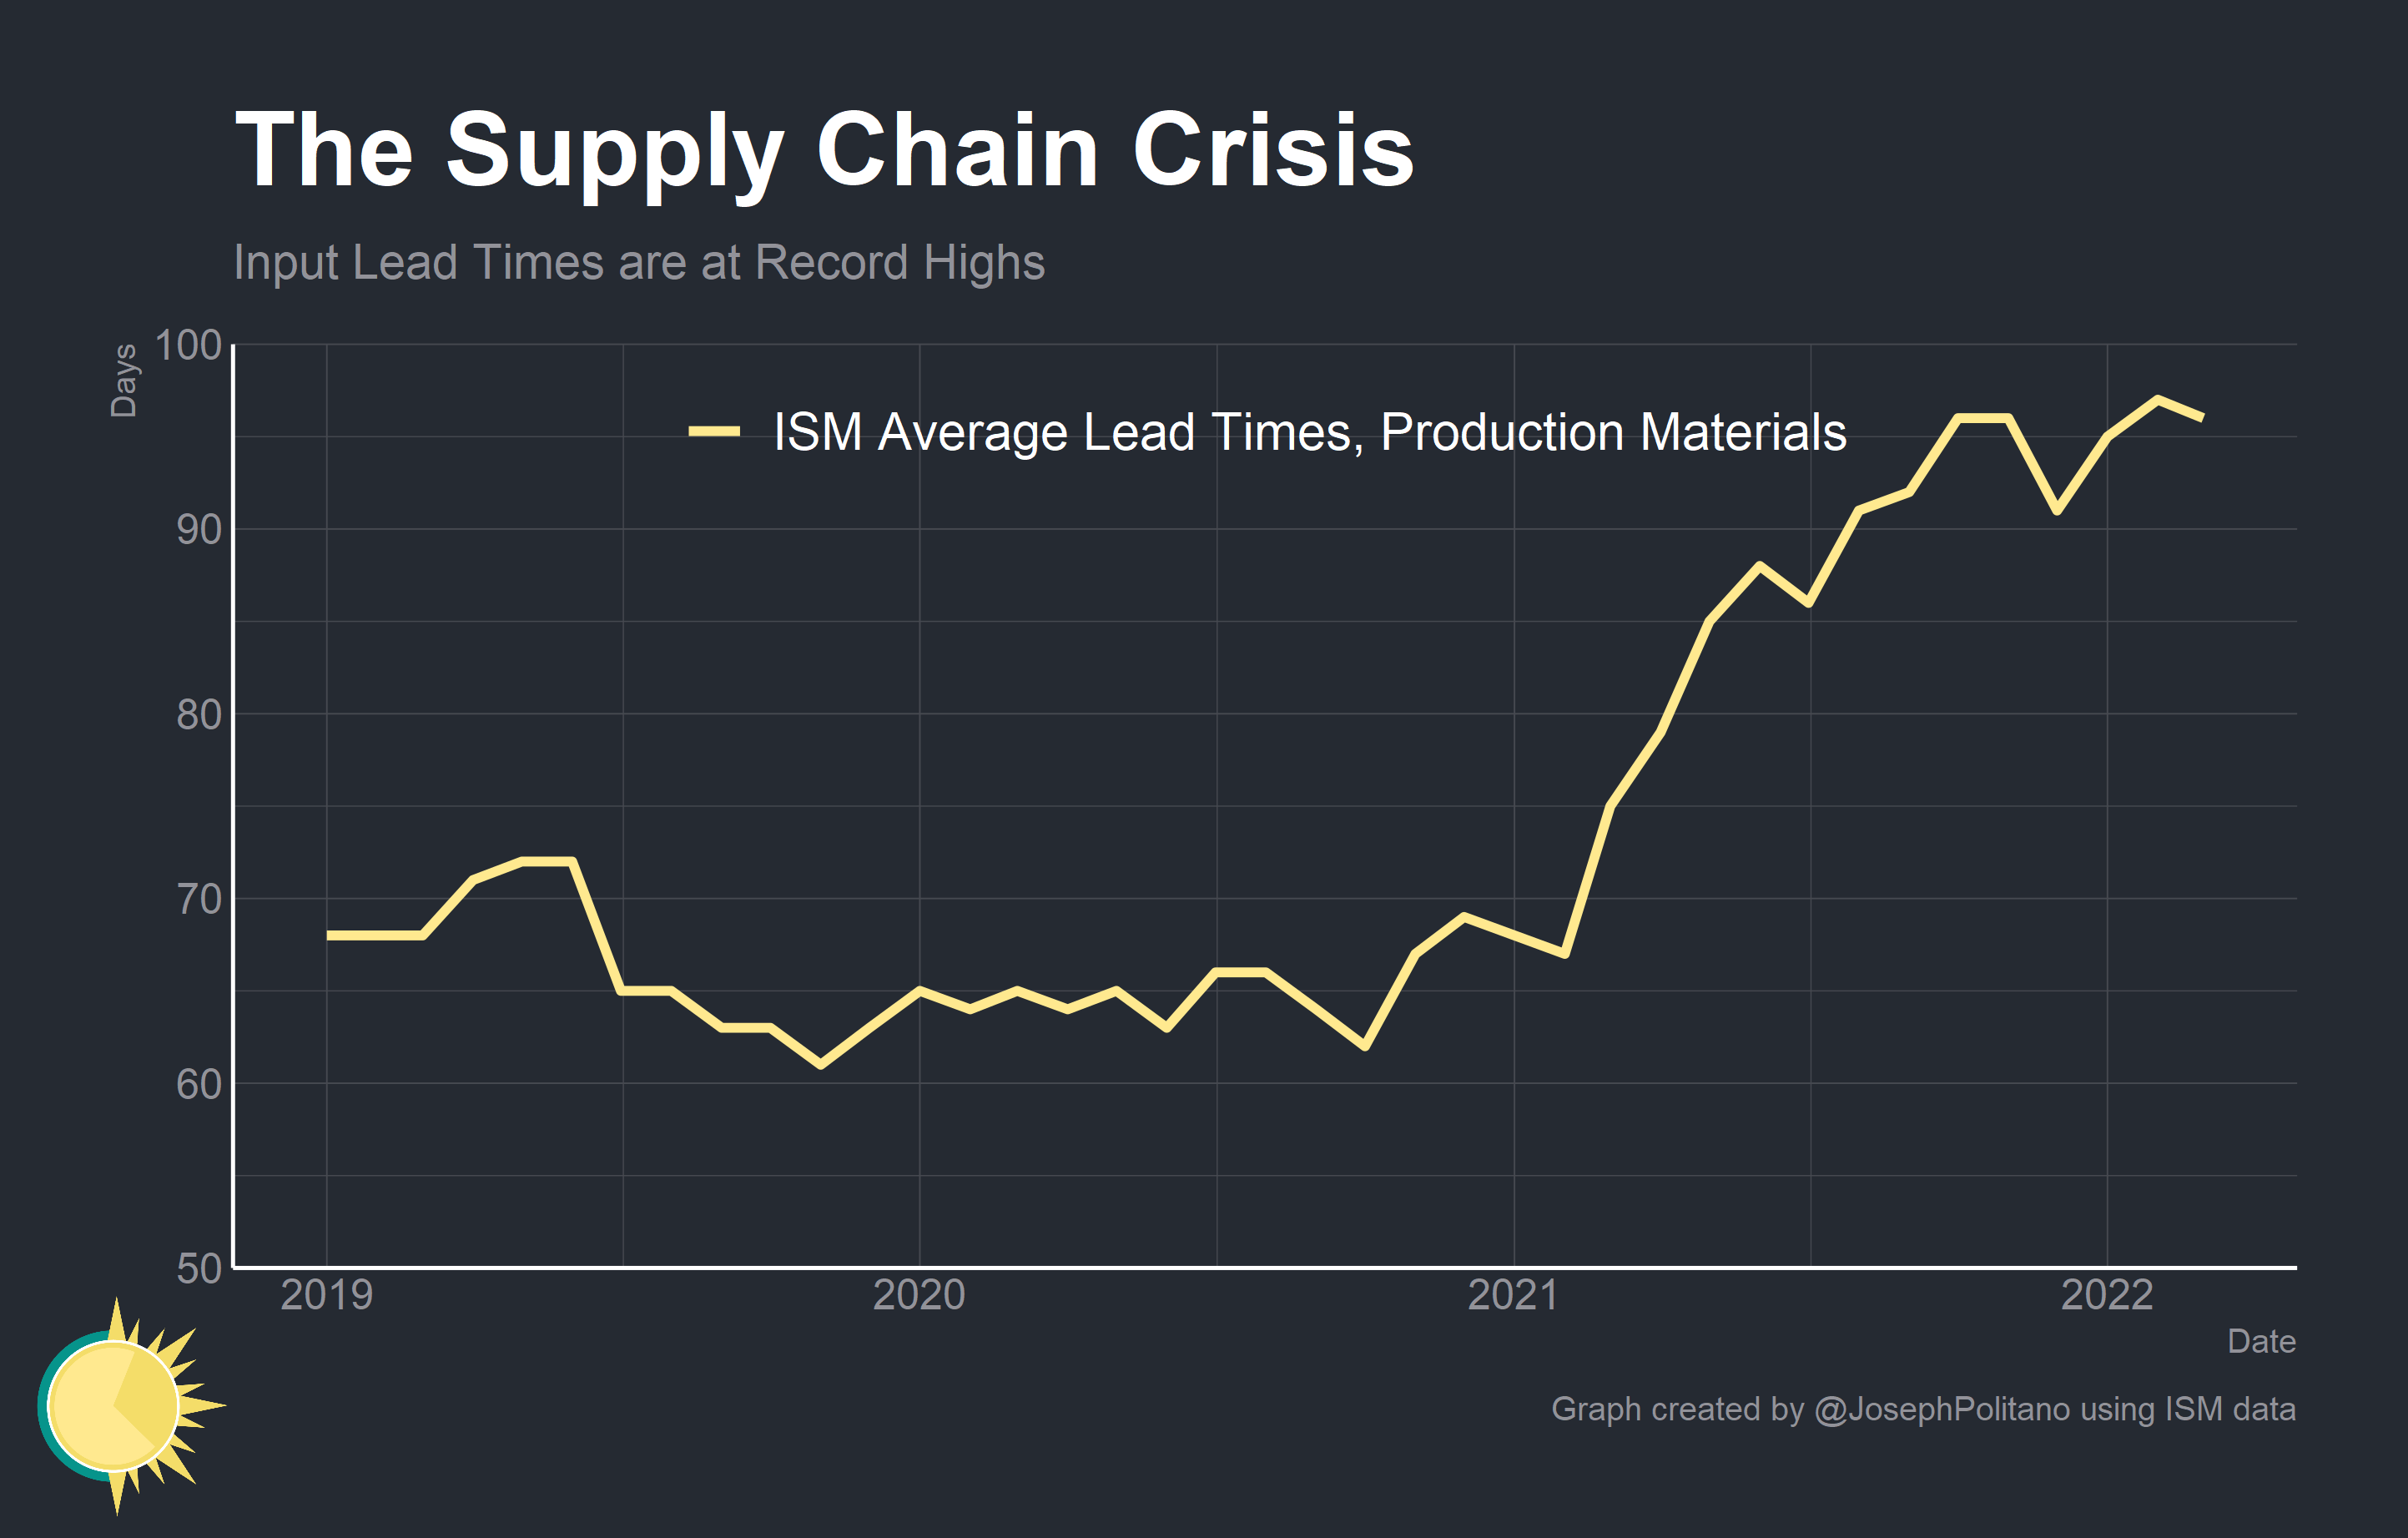 The Supply Chain Crisis
Input Lead Times are at Record Highs
Days
100
ISM Average Lead Times, Production Materials
90
80
70
60
50
2019 2020 2021 2022
Date
Graph created by @JosephPolitano using ISM data